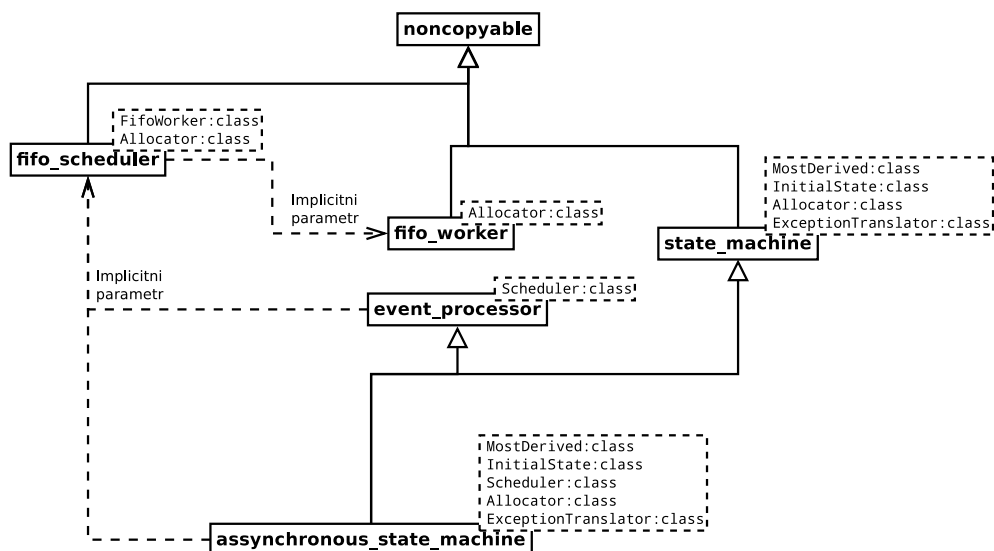 noncopyable
FifoWorker:class
Allocator:class
fifo_scheduler
MostDerived:class
InitialState:class
Allocator:class
ExceptionTranslator:class
state_machine
Implicitni
parametr
Allocator:class
fifo_worker
Implicitni
parametr
Scheduler:class
event_processor
MostDerived:class
InitialState:class
Scheduler:class
Allocator:class
ExceptionTranslator:class
assynchronous_state_machine